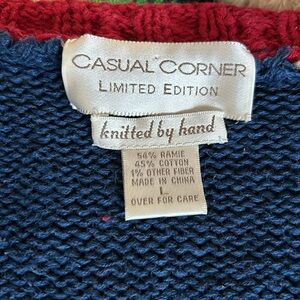 CASUAL CORNER
LIMITED EDITION
knitted by hand
54% RAMIE
45% COTTON
1% OTHER FIBER
MADE IN CHINA
L
OVER FOR CARE